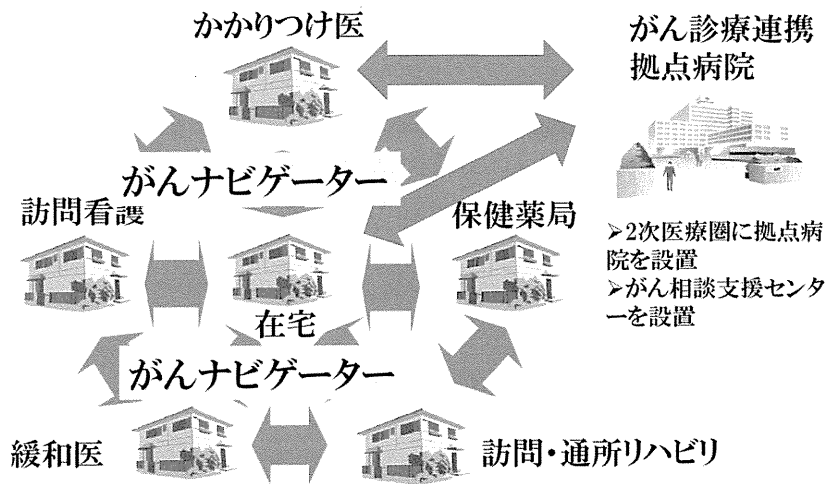 かかりつけ医
がん診療連携
拠点病院
がんナビゲーター
訪問看護
保健薬局
➢2次医療圏に拠点病
院を設置
➢がん相談支援センタ
ーを設置
在宅
がんナビゲーター
緩和医
訪問・通所リハビリ